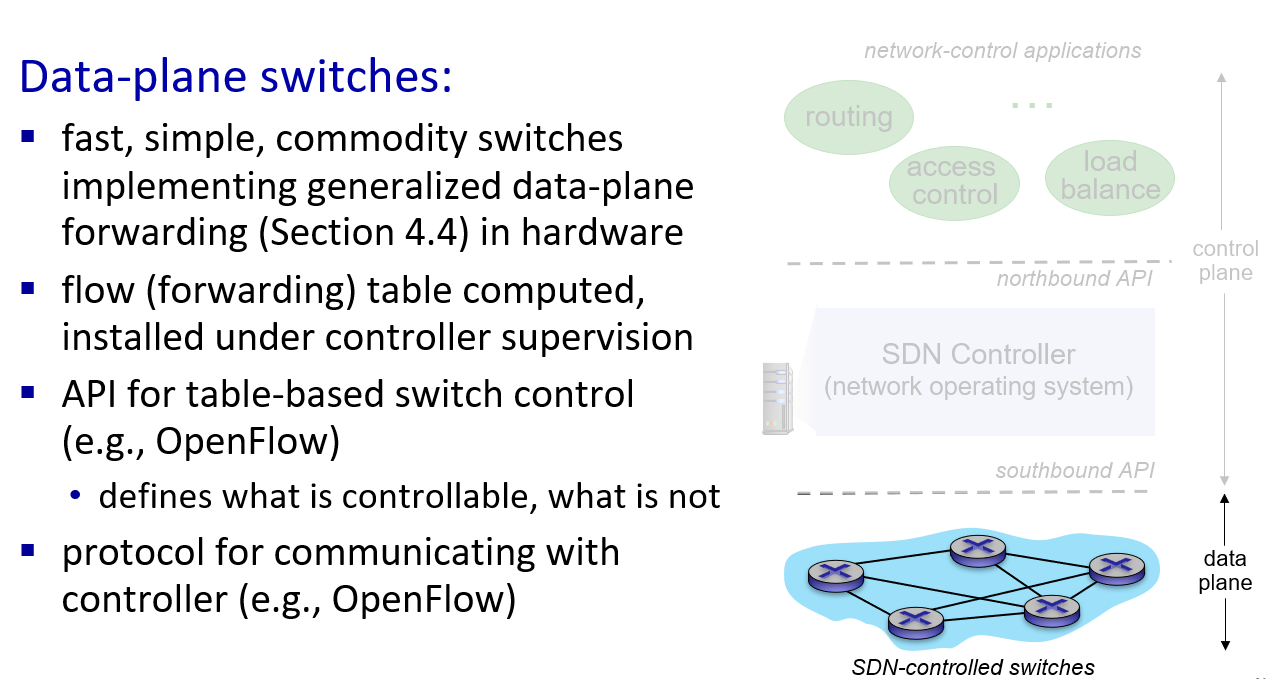 Data-plane switches:
fast, simple, commodity switches
implementing generalized data-plane
forwarding (Section 4.4) in hardware
flow (forwarding) table computed,
installed under controller supervision
API for table-based switch control
(e.g., OpenFlow)
defines what is controllable, what is not
protocol for communicating with
controller (e.g., OpenFlow)
network-control applications
routing
...
access
control
load
balance
control
plane
northbound API
SDN Controller
(network operating system)
southbound API
data
plane
SDN-controlled switches